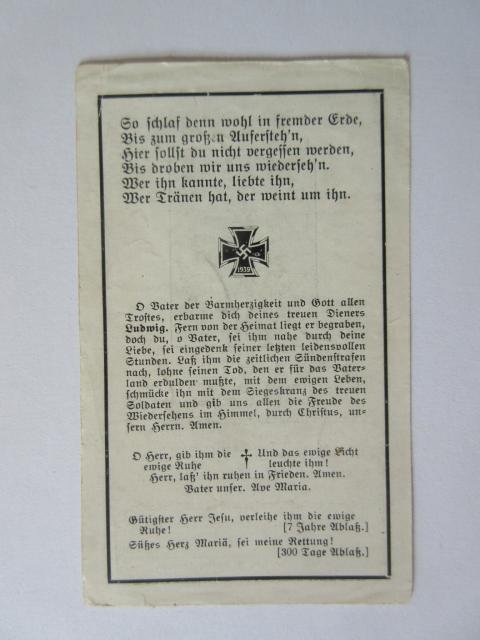 So schlaf denn wohl in fremder Erde,
Bis zum großen Aufersteh'n,
Hier sollst du nicht vergessen werden,
Bis droben wir uns wiederseh'n.
Wer ihn kannte, liebte ihn,
Wer Tränen hat, der weint um ihn.
1939
O Vater der Barmherzigkeit und Gott allen
Trostes, erbarme dich deines treuen Dieners
Ludwig. Fern von der Heimat liegt er begraben,
doch du, o Vater, sei ihm nahe durch deine
Liebe, sei eingedenk seiner letzten leidensvollen
Stunden. Laß ihm die zeitlichen Sündenstrafen
nach, lohne seinen Tod, den er für das Vater-
land erdulden mußte, mit dem ewigen Leben,
schmücke ihn mit dem Siegeskranz des treuen
Soldaten und gib uns allen die Freude des
Wiedersehens im Himmel, durch Christus, un-
sern Herrn. Amen.
O Herr, gib ihm die ewige Ruhe
Und das ewige Licht leuchte ihm!
Herr, laß' ihn ruhen in Frieden. Amen.
Vater unser. Ave Maria.
Gütigster Herr Jesu, verleihe ihm die ewige
Ruhe! [7 Jahre Ablaß.]
Süßes Herz Mariä, sei meine Rettung!
[300 Tage Ablaß.]